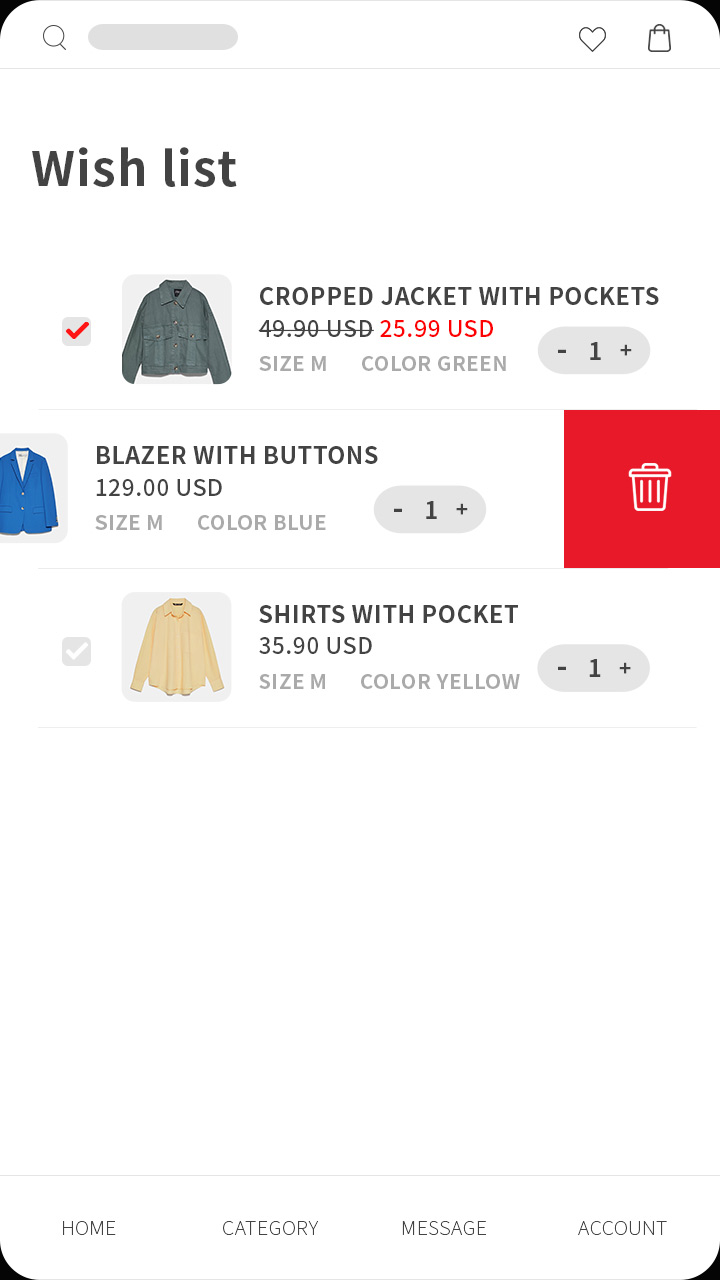 Wish list
CROPPED JACKET WITH POCKETS
49.90 USD 25.99 USD
SIZE M COLOR GREEN
- 1 +
BLAZER WITH BUTTONS
129.00 USD
SIZE M COLOR BLUE
- 1 +
SHIRTS WITH POCKET
35.90 USD
SIZE M COLOR YELLOW
- 1 +
HOME CATEGORY MESSAGE ACCOUNT